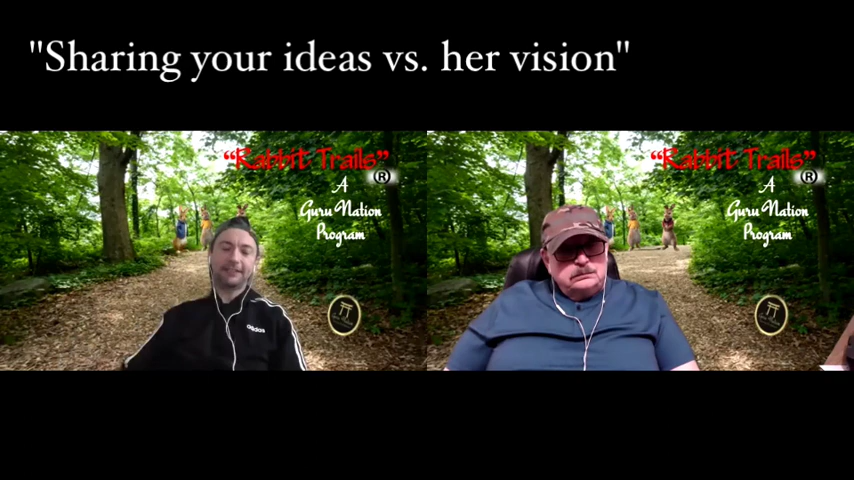 "Sharing your ideas vs. her vision"
“Rabbit Trails” ®
A
Guru Nation
Program
adidas
“Rabbit Trails” ®
A
Guru Nation
Program